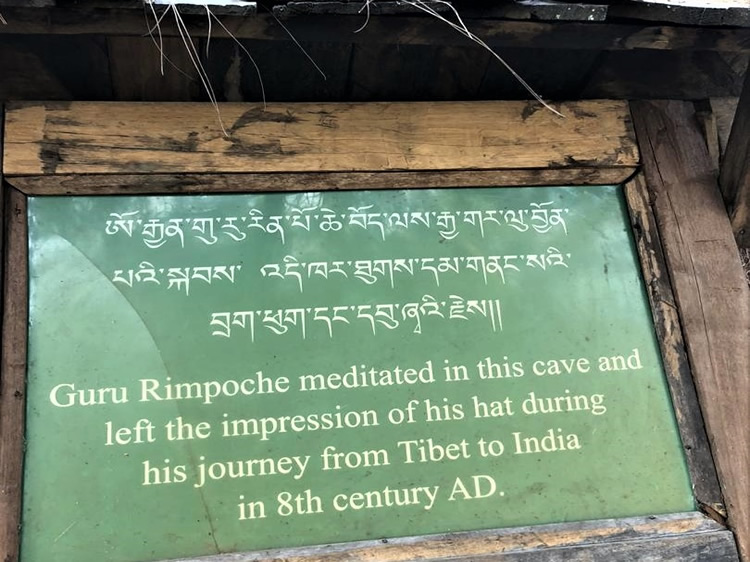 ཨོ་རྒྱན་གུ་རུ་རིན་པོ་ཆེ་བོད་ལས་རྒྱ་གར་ལུ་བྱོན་
པའི་སྐབས་ འདི་ཁར་ཐུགས་དམ་གནང་སའི་
བྲག་ཕུག་དང་དབུ་ཞྭའི་རྗེས།།
Guru Rimpoche meditated in this cave and
left the impression of his hat during
his journey from Tibet to India
in 8th century AD.